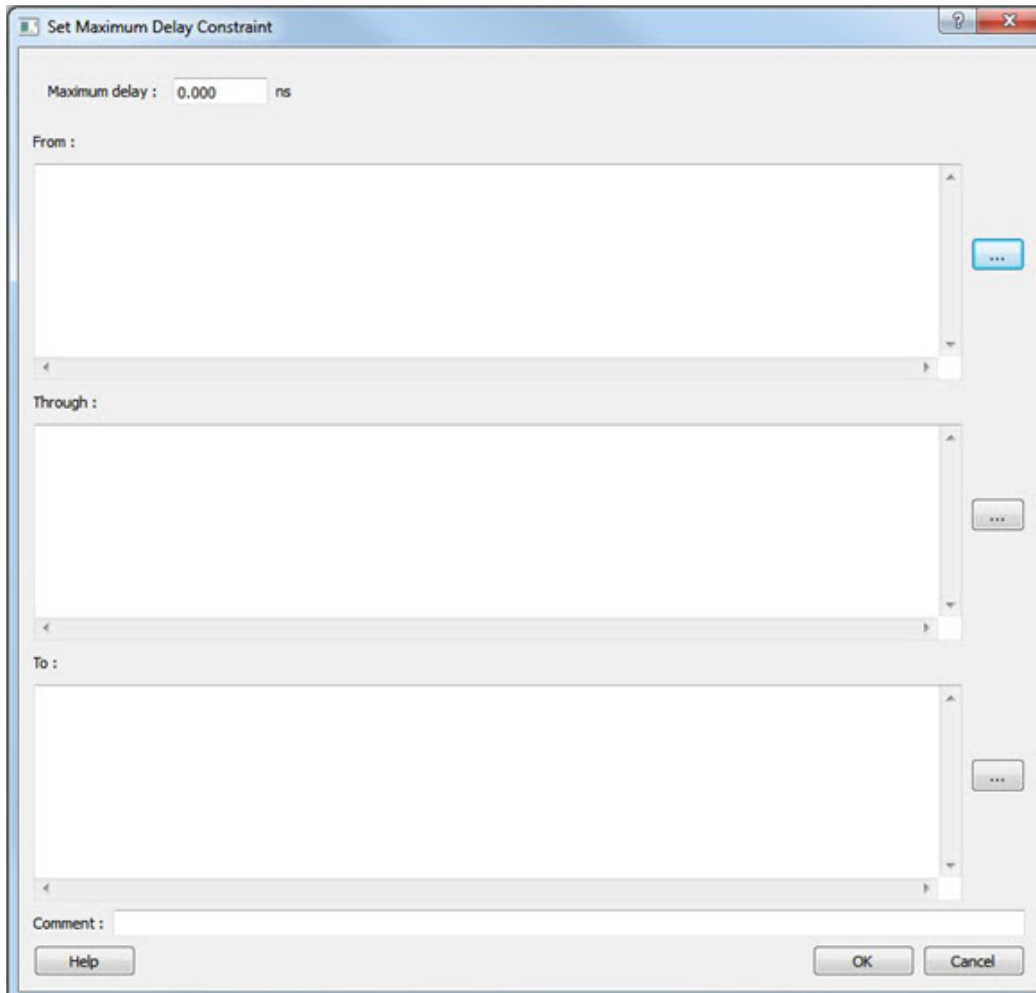 Set Maximum Delay Constraint
Maximum delay : 0.000 ns
From :
...
Through :
...
To :
...
Comment :
Help OK Cancel